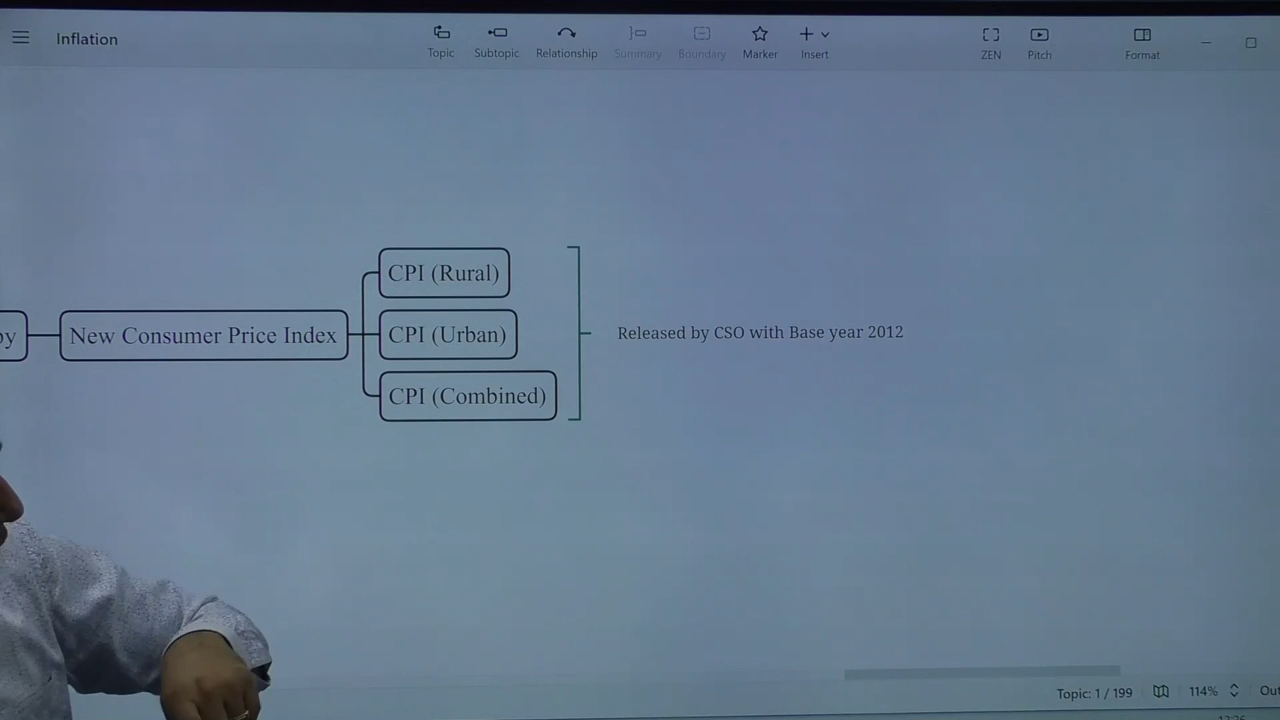 Inflation
Topic
Subtopic
Relationship
Summary
Boundary
Marker
Insert
ZEN
Pitch
Format
CPI (Rural)
New Consumer Price Index
CPI (Urban)
CPI (Combined)
Released by CSO with Base year 2012
Topic: 1 / 199
114%